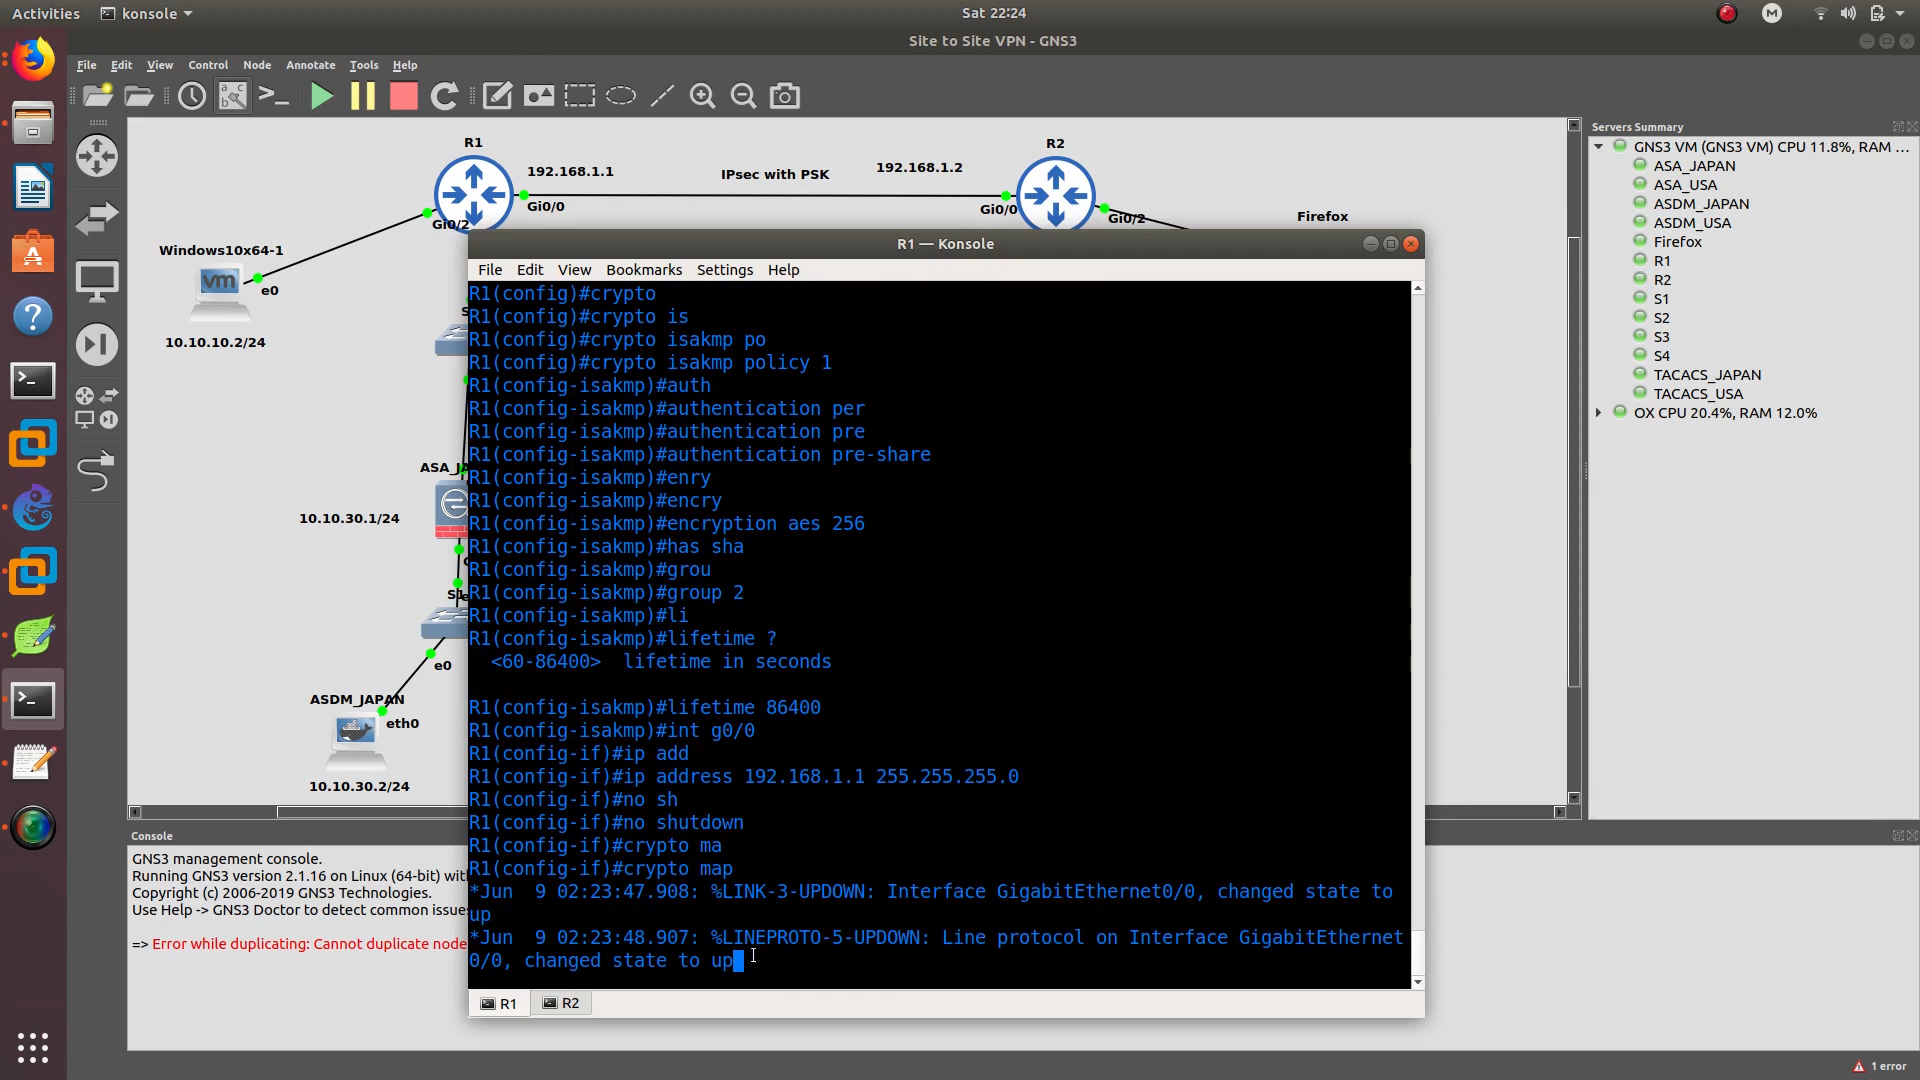 Activities
konsole
Sat 22:24
M
Site to Site VPN - GNS3
File Edit View Control Node Annotate Tools Help
R1
192.168.1.1
IPsec with PSK
192.168.1.2
R2
Gi0/0
Gi0/0
Gi0/2
Gi0/2
Firefox
Windows10x64-1
vm
e0
10.10.10.2/24
10.10.30.1/24
e0
ASDM_JAPAN
eth0
10.10.30.2/24
R1 — Konsole
File Edit View Bookmarks Settings Help
R1(config)#crypto
R1(config)#crypto is
R1(config)#crypto isakmp po
R1(config)#crypto isakmp policy 1
R1(config-isakmp)#auth
R1(config-isakmp)#authentication per
R1(config-isakmp)#authentication pre
R1(config-isakmp)#authentication pre-share
R1(config-isakmp)#enry
R1(config-isakmp)#encry
R1(config-isakmp)#encryption aes 256
R1(config-isakmp)#has sha
R1(config-isakmp)#grou
R1(config-isakmp)#group 2
R1(config-isakmp)#li
R1(config-isakmp)#lifetime ?
<60-86400>  lifetime in seconds
R1(config-isakmp)#lifetime 86400
R1(config-isakmp)#int g0/0
R1(config-if)#ip add
R1(config-if)#ip address 192.168.1.1 255.255.255.0
R1(config-if)#no sh
R1(config-if)#no shutdown
R1(config-if)#crypto ma
R1(config-if)#crypto map
*Jun  9 02:23:47.908: %LINK-3-UPDOWN: Interface GigabitEthernet0/0, changed state to
up
*Jun  9 02:23:48.907: %LINEPROTO-5-UPDOWN: Line protocol on Interface GigabitEthernet
0/0, changed state to up
R1
R2
Servers Summary
GNS3 VM (GNS3 VM) CPU 11.8%, RAM ...
ASA_JAPAN
ASA_USA
ASDM_JAPAN
ASDM_USA
Firefox
R1
R2
S1
S2
S3
S4
TACACS_JAPAN
TACACS_USA
OX CPU 20.4%, RAM 12.0%
Console
GNS3 management console.
Running GNS3 version 2.1.16 on Linux (64-bit)
Copyright (c) 2006-2019 GNS3 Technologies.
Use Help -> GNS3 Doctor to detect common
=> Error while duplicating: Cannot duplicate node
1 error